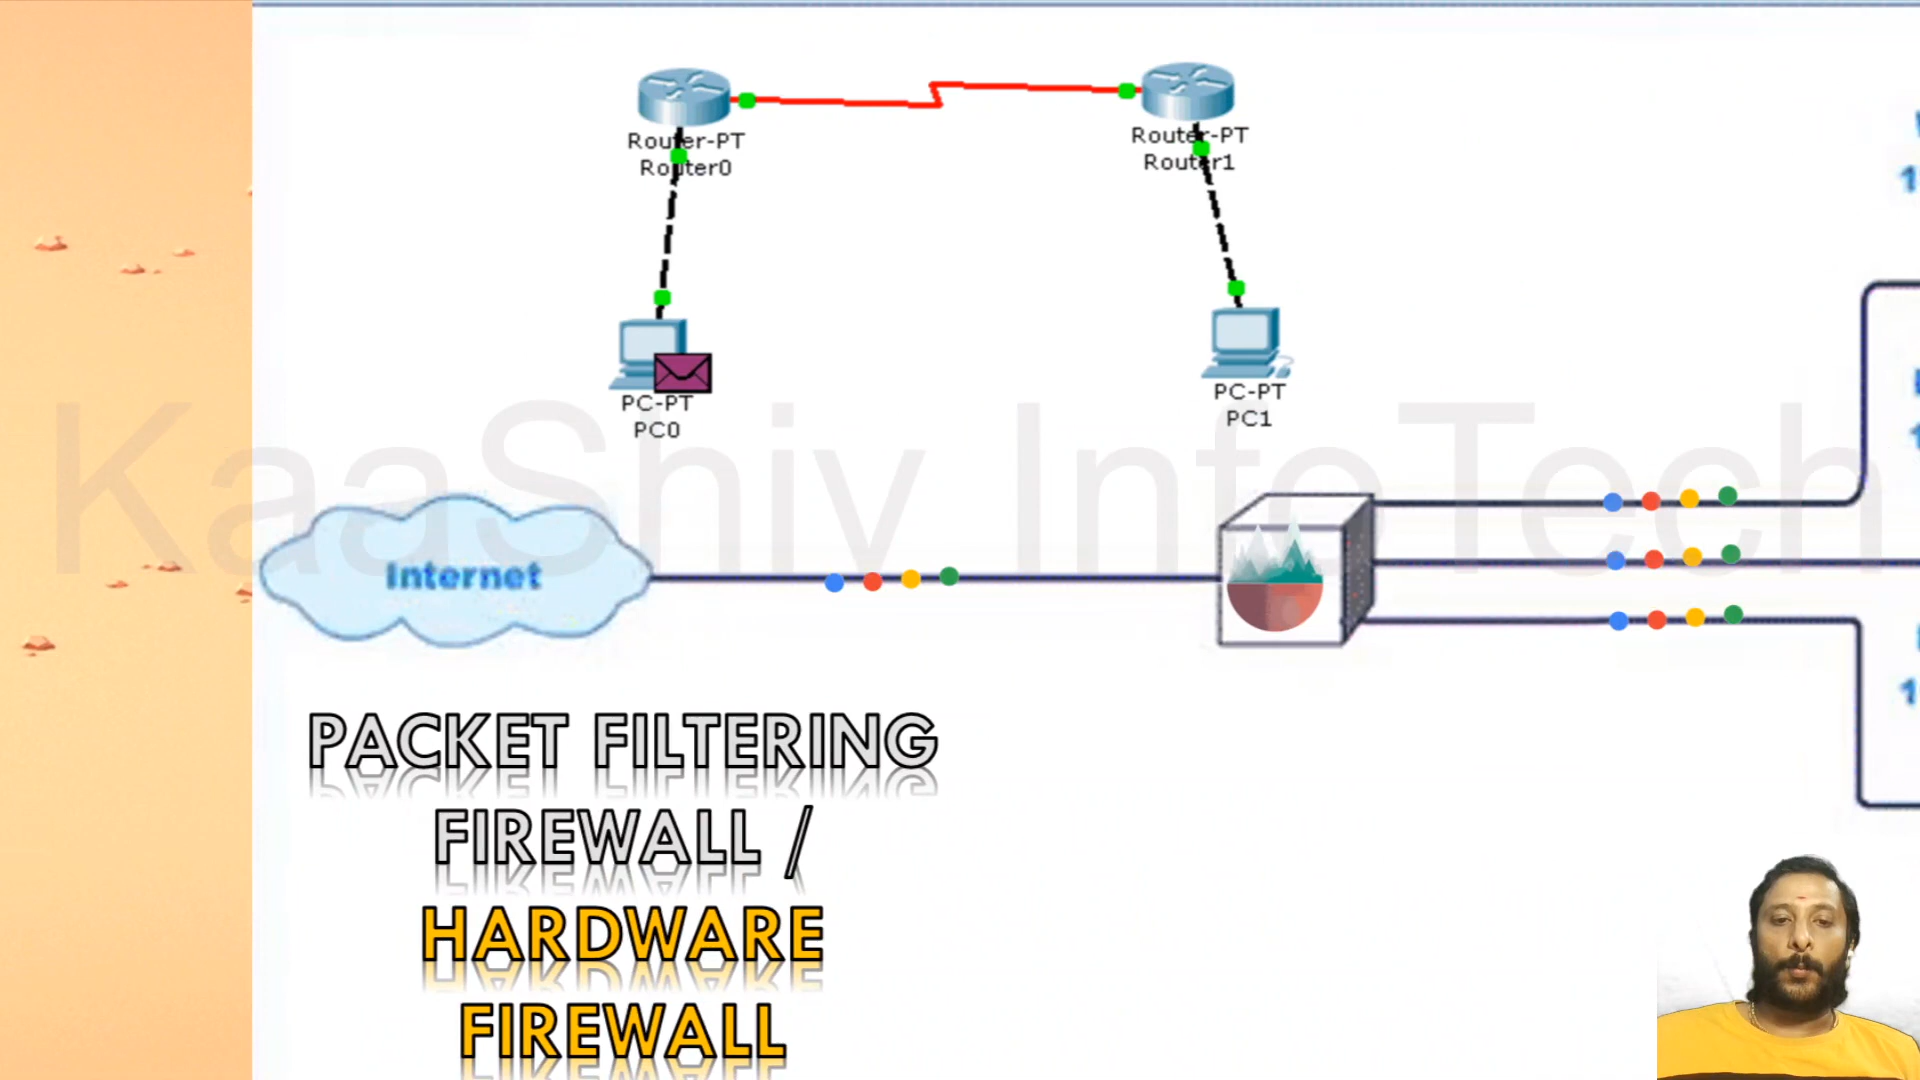 Router-PT
Router0
Router-PT
Router1
PC-PT
PC0
PC-PT
PC1
KaaShiv InfoTech
Internet
PACKET FILTERING
FIREWALL /
HARDWARE
FIREWALL